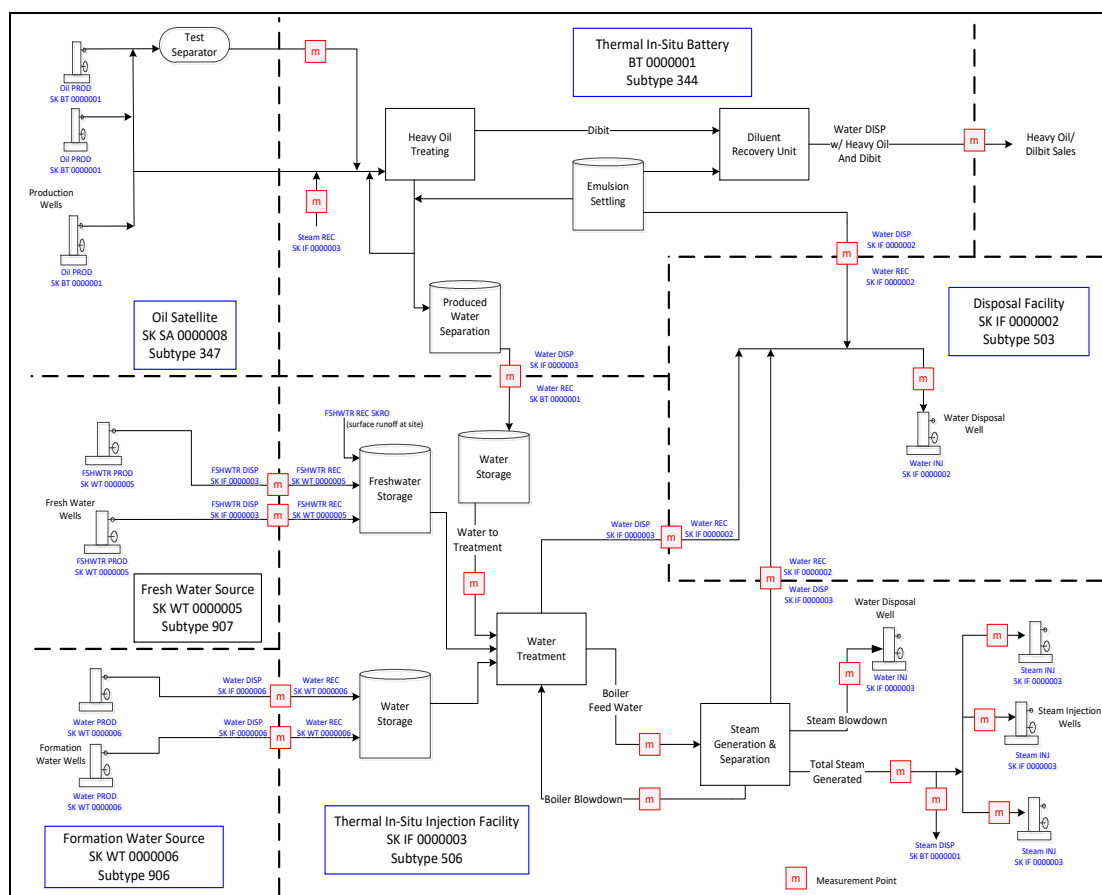 Test
Separator
m
Oil PROD
SK BT 0000001
Oil PROD
SK BT 0000001
Production
Wells
Oil PROD
SK BT 0000001
Oil Satellite
SK SA 0000008
Subtype 347
Thermal In-Situ Battery
BT 0000001
Subtype 344
Heavy Oil
Treating
Dibit
Diluent
Recovery Unit
Water DISP
w/ Heavy Oil
And Dibit
m
Heavy Oil/
Dilbit Sales
Emulsion
Settling
m
Steam REC
SK IF 0000003
Water DISP
SK IF 0000002
m
Water REC
SK IF 0000002
Produced
Water
Separation
Water DISP
SK IF 0000003
m
Water REC
SK BT 0000001
Disposal Facility
SK IF 0000002
Subtype 503
m
Water Disposal
Well
Water INJ
SK IF 0000002
FSHWTR REC SKRO
(surface runoff at site)
Freshwater
Storage
Water
Storage
FSHWTR PROD
SK WT 0000005
FSHWTR DISP
SK IF 0000003
m
FSHWTR REC
SK WT 0000005
Fresh Water
Wells
FSHWTR DISP
SK IF 0000003
m
FSHWTR REC
SK WT 0000005
FSHWTR PROD
SK WT 0000005
Fresh Water Source
SK WT 0000005
Subtype 907
Water to
Treatment
m
Water DISP
SK IF 0000003
m
Water REC
SK IF 0000002
Water REC
SK IF 0000002
m
Water DISP
SK IF 0000003
Water
Treatment
Water Disposal
Well
m
Water INJ
SK IF 0000003
Water PROD
SK WT 0000006
Water DISP
SK IF 0000006
m
Water REC
SK WT 0000006
Water
Storage
Formation
Water Wells
Water DISP
SK IF 0000006
m
Water REC
SK WT 0000006
Water PROD
SK WT 0000006
Formation Water Source
SK WT 0000006
Subtype 906
Boiler
Feed Water
m
Steam
Generation &
Separation
Steam Blowdown
Total Steam
Generated
m
Boiler Blowdown
m
m
Steam DISP
SK BT 0000001
m
Steam INJ
SK IF 0000003
m
Steam Injection
Wells
Steam INJ
SK IF 0000003
m
Steam INJ
SK IF 0000003
Thermal In-Situ Injection Facility
SK IF 0000003
Subtype 506
m
Measurement Point